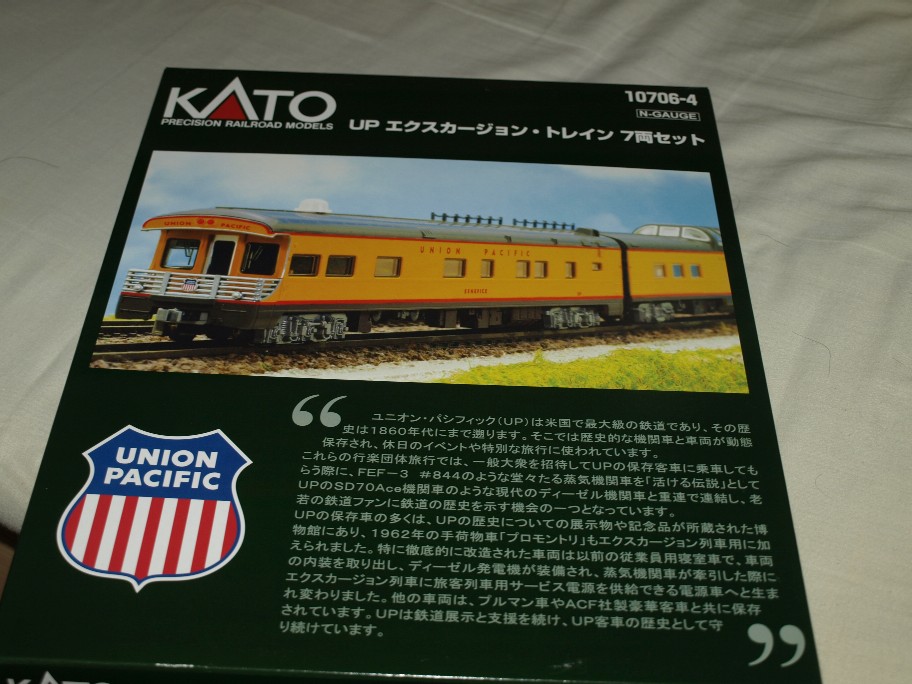 KATO
PRECISION RAILROAD MODELS
10706-4
N-GAUGE
UP エクスカージョン・トレイン 7両セット
UNION PACIFIC
UNION PACIFIC
“
ユニオン・パシフィック(UP)は米国で最大級の鉄道であり、その歴
史は1860年代にまで遡ります。そこでは歴史的な機関車と車両が動態
保存され、休日のイベントや特別な旅行に使われています。
これらの行楽団体旅行では、一般大衆を招待してUPの保存客車に乗車しても
らう際に、FEF-3 #844のような堂々たる蒸気機関車を「活ける伝説」として
UPのSD70Ace機関車のような現代のディーゼル機関車と重連で連結し、老
若の鉄道ファンに鉄道の歴史を示す機会の一つとなっています。
UPの保存車の多くは、UPの歴史についての展示物や記念品が所蔵された博
物館にあり、1962年の手荷物車「プロモントリ」もエクスカージョン列車用に加
えられました。特に徹底的に改造された車両は以前の従業員用寝室車で、車両
の内装を取り出し、ディーゼル発電機が装備され、蒸気機関車が牽引した際に
エクスカージョン列車に旅客列車用サービス電源を供給できる電源車へと生ま
れ変わりました。他の車両は、プルマン車やACF社製豪華客車と共に保存
されています。UPは鉄道展示と支援を続け、UP客車の歴史として守
り続けています。
”
UNION
PACIFIC
KATO